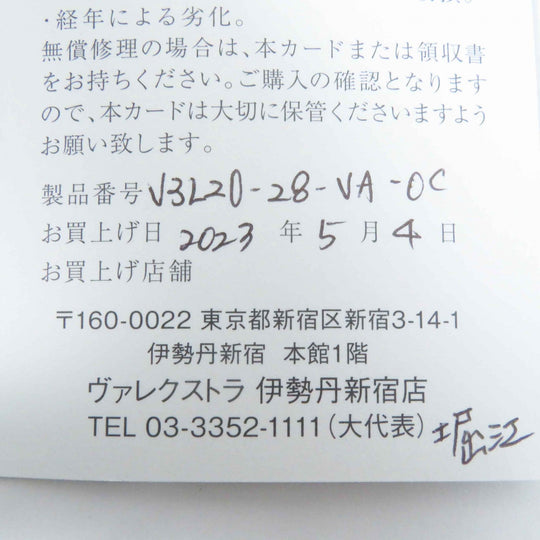 ・経年による劣化。
無償修理の場合は、本カードまたは領収書
をお持ちください。ご購入の確認となります
ので、本カードは大切に保管くださいますよう
お願い致します。
製品番号 V3L20-28-VA-OC
お買上げ日 2023 年 5 月 4 日
お買上げ店舗
〒160-0022 東京都新宿区新宿3-14-1
伊勢丹新宿 本館1階
ヴァレクストラ 伊勢丹新宿店
TEL 03-3352-1111(大代表) 堀江